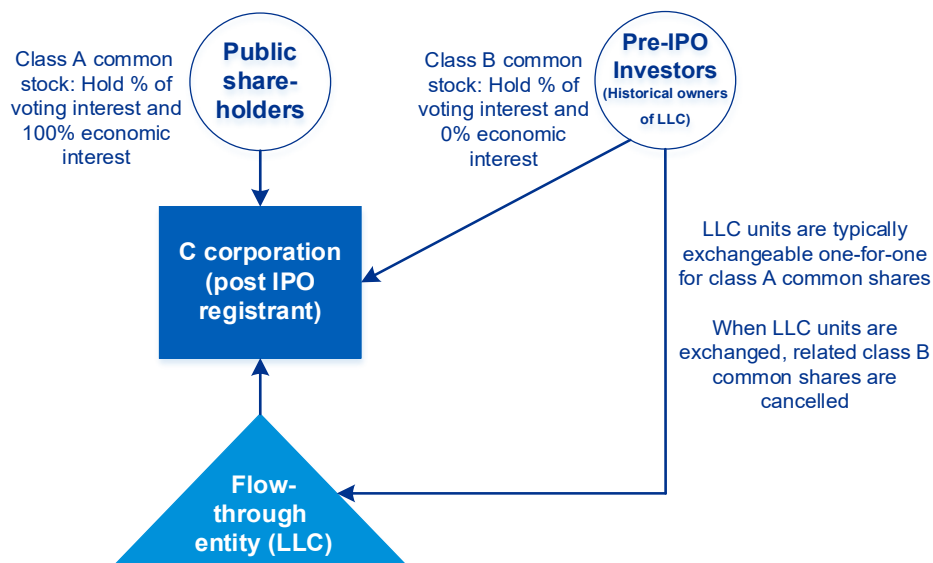 Class A common
stock: Hold % of
voting interest and
100% economic
interest
Public
share-
holders
Class B common
stock: Hold % of
voting interest and
0% economic
interest
Pre-IPO
Investors
(Historical owners
of LLC)
C corporation
(post IPO
registrant)
LLC units are typically
exchangeable one-for-one
for class A common shares
When LLC units are
exchanged, related class B
common shares are
cancelled
Flow-
through
entity (LLC)